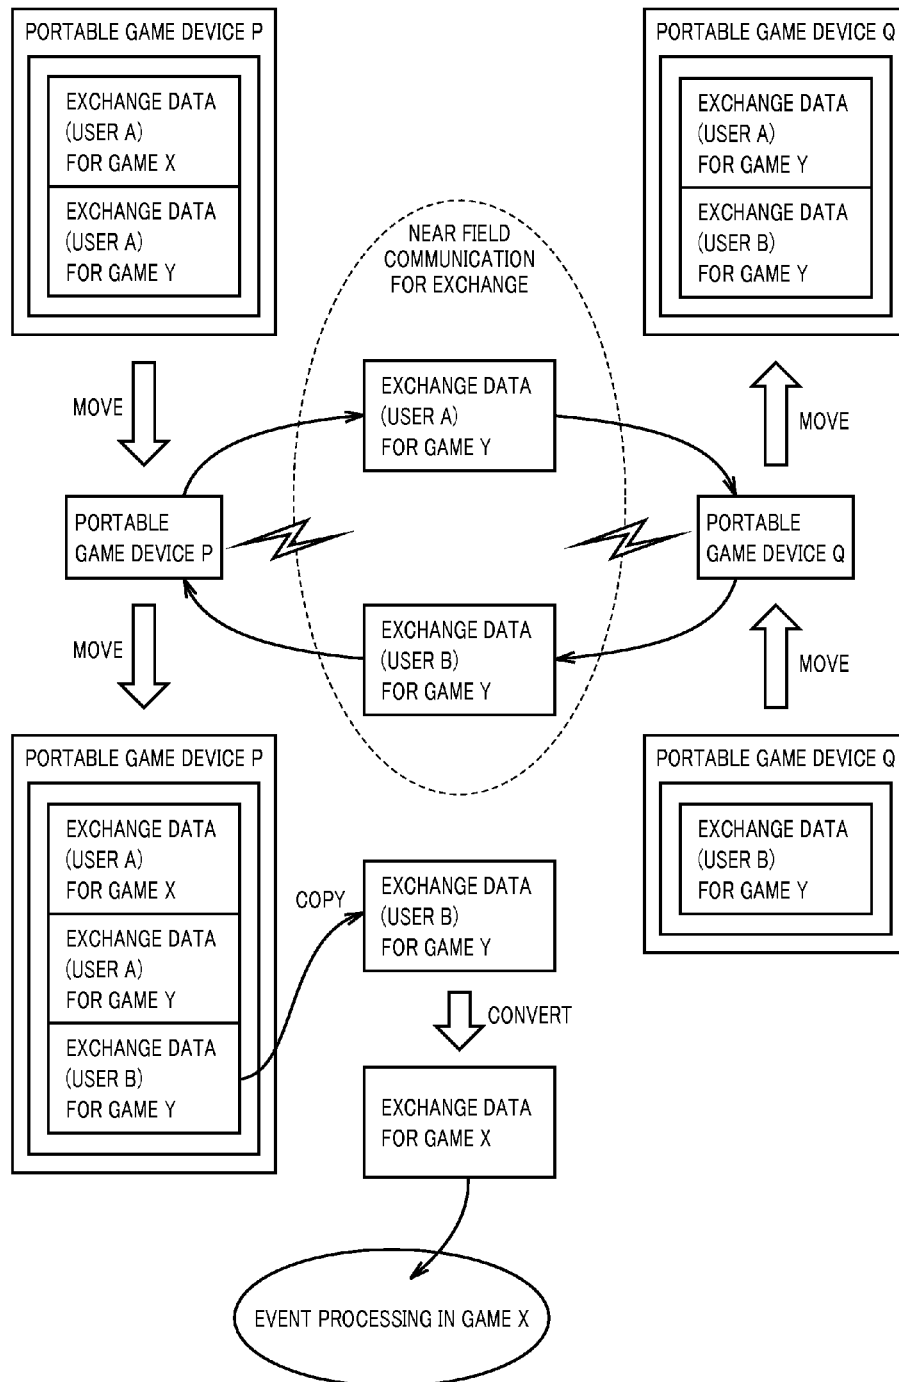 PORTABLE GAME DEVICE P
EXCHANGE DATA
(USER A)
FOR GAME X
EXCHANGE DATA
(USER A)
FOR GAME Y
PORTABLE GAME DEVICE Q
EXCHANGE DATA
(USER A)
FOR GAME Y
EXCHANGE DATA
(USER B)
FOR GAME Y
NEAR FIELD
COMMUNICATION
FOR EXCHANGE
MOVE
EXCHANGE DATA
(USER A)
FOR GAME Y
MOVE
PORTABLE
GAME DEVICE P
PORTABLE
GAME DEVICE Q
MOVE
EXCHANGE DATA
(USER B)
FOR GAME Y
MOVE
PORTABLE GAME DEVICE P
EXCHANGE DATA
(USER A)
FOR GAME X
EXCHANGE DATA
(USER A)
FOR GAME Y
EXCHANGE DATA
(USER B)
FOR GAME Y
PORTABLE GAME DEVICE Q
EXCHANGE DATA
(USER B)
FOR GAME Y
COPY
EXCHANGE DATA
(USER B)
FOR GAME Y
CONVERT
EXCHANGE DATA
FOR GAME X
EVENT PROCESSING IN GAME X